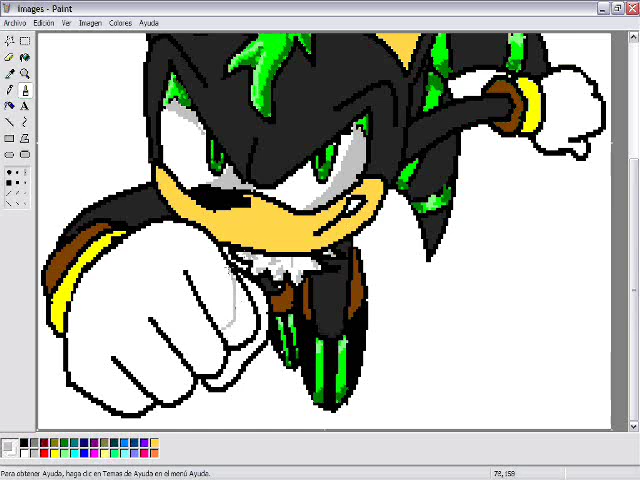 images - Paint
Archivo Edición Ver Imagen Colores Ayuda
A
Para obtener Ayuda, haga clic en Temas de Ayuda en el menú Ayuda.
78,159